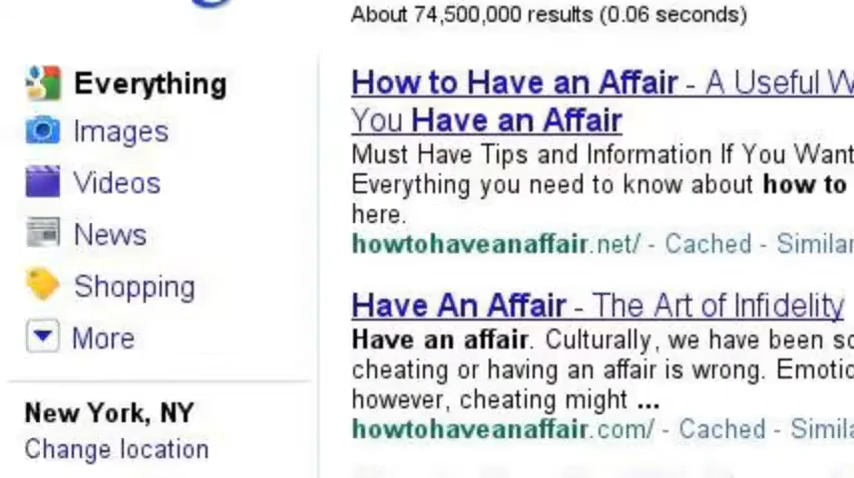 About 74,500,000 results (0.06 seconds)
Everything
Images
Videos
News
Shopping
More
New York, NY
Change location
How to Have an Affair - A Useful
You Have an Affair
Must Have Tips and Information If You Want
Everything you need to know about how to
here.
howtohaveanaffair.net/ - Cached - Similar
Have An Affair - The Art of Infidelity
Have an affair. Culturally, we have been
cheating or having an affair is wrong.
however, cheating might ...
howtohaveanaffair.com/ - Cached -